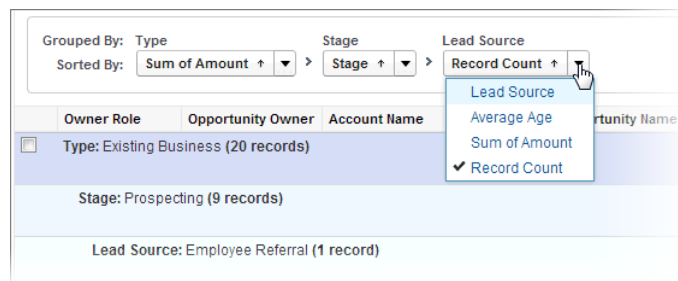 Grouped By: Type Stage Lead Source
Sorted By: Sum of Amount ↑ > Stage ↑ > Record Count ↑
Lead Source
Average Age
Sum of Amount
✔ Record Count
Owner Role Opportunity Owner Account Name rtunity Name
Type: Existing Business (20 records)
Stage: Prospecting (9 records)
Lead Source: Employee Referral (1 record)